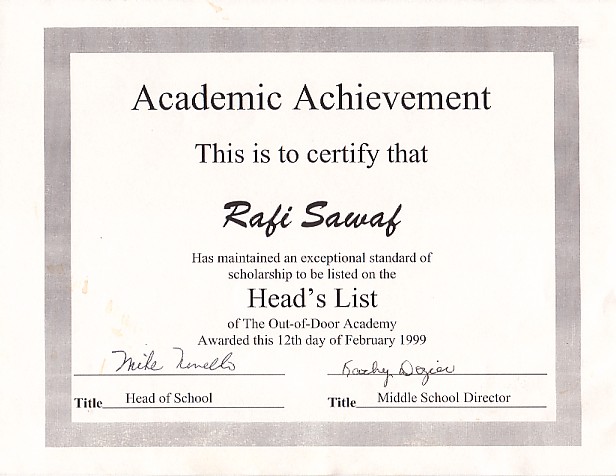 Academic Achievement
This is to certify that
Rafi Sawaf
Has maintained an exceptional standard of
scholarship to be listed on the
Head's List
of The Out-of-Door Academy
Awarded this 12th day of February 1999
Mike
Dozier
Title Head of School
Title Middle School Director